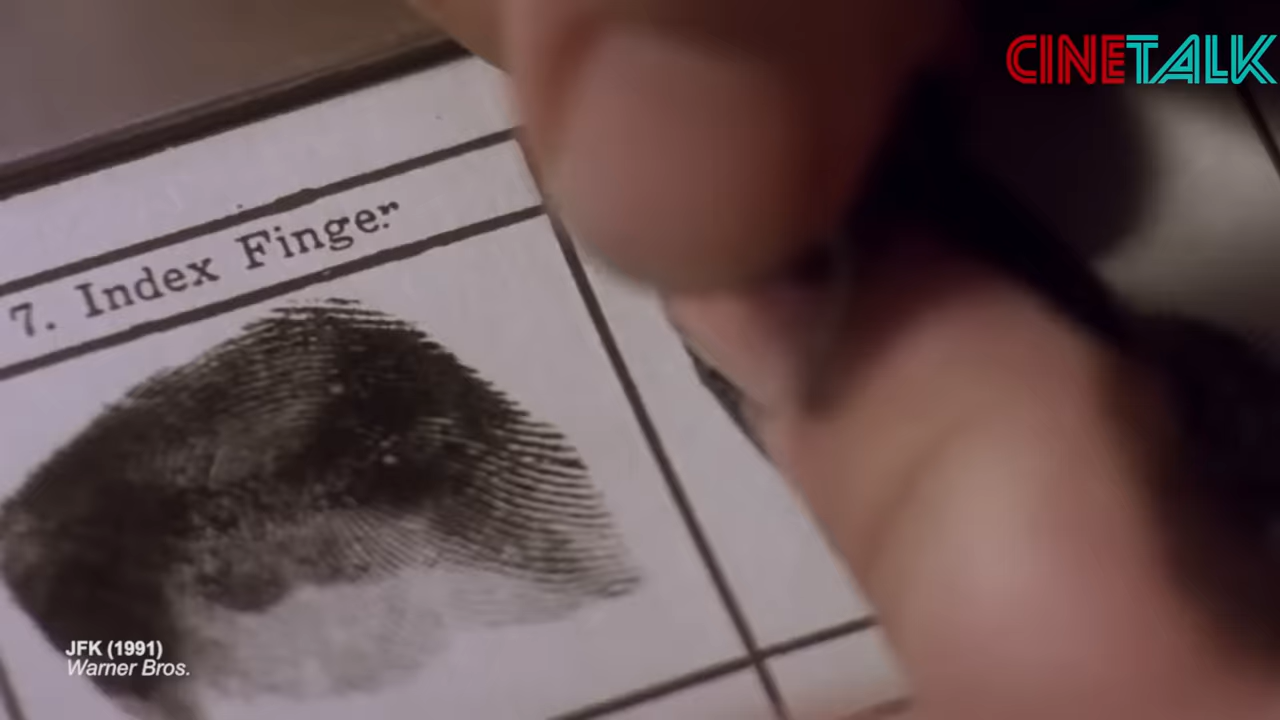 CINETALK
7. Index Finger
JFK (1991)
Warner Bros.